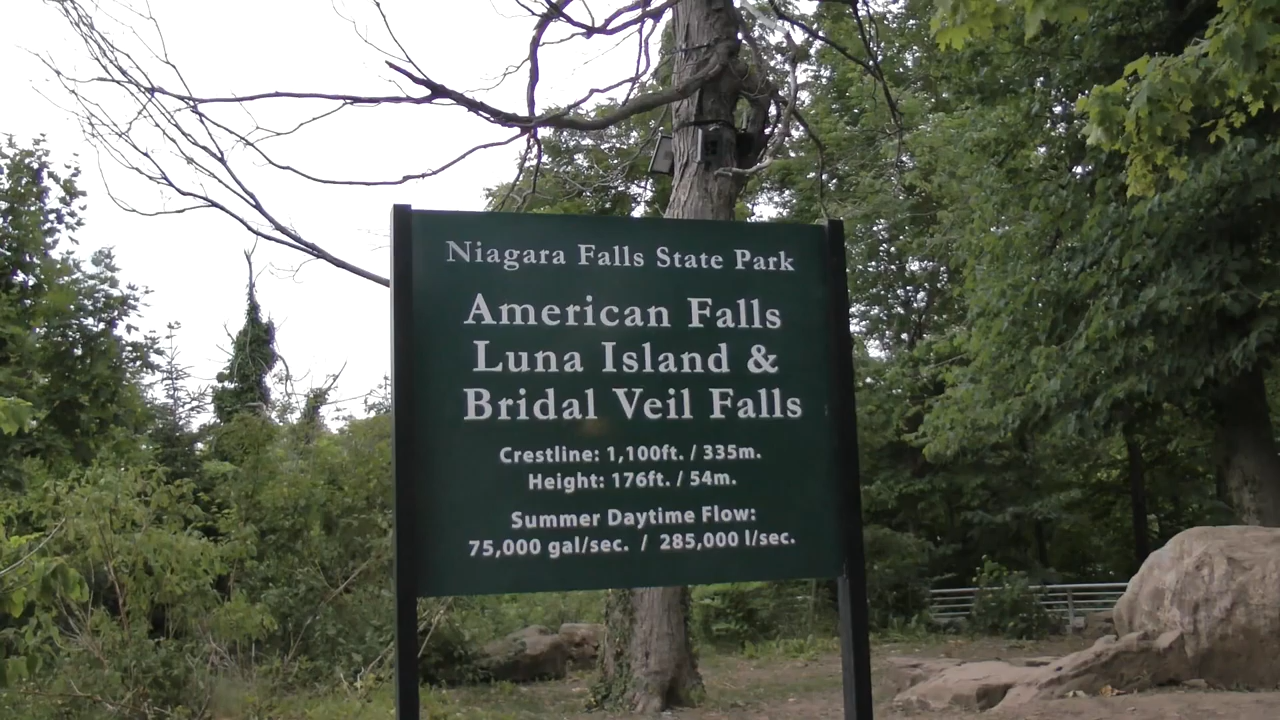 Niagara Falls State Park
American Falls
Luna Island &
Bridal Veil Falls
Crestline: 1,100ft. / 335m.
Height: 176ft. / 54m.
Summer Daytime Flow:
75,000 gal/sec. / 285,000 l/sec.